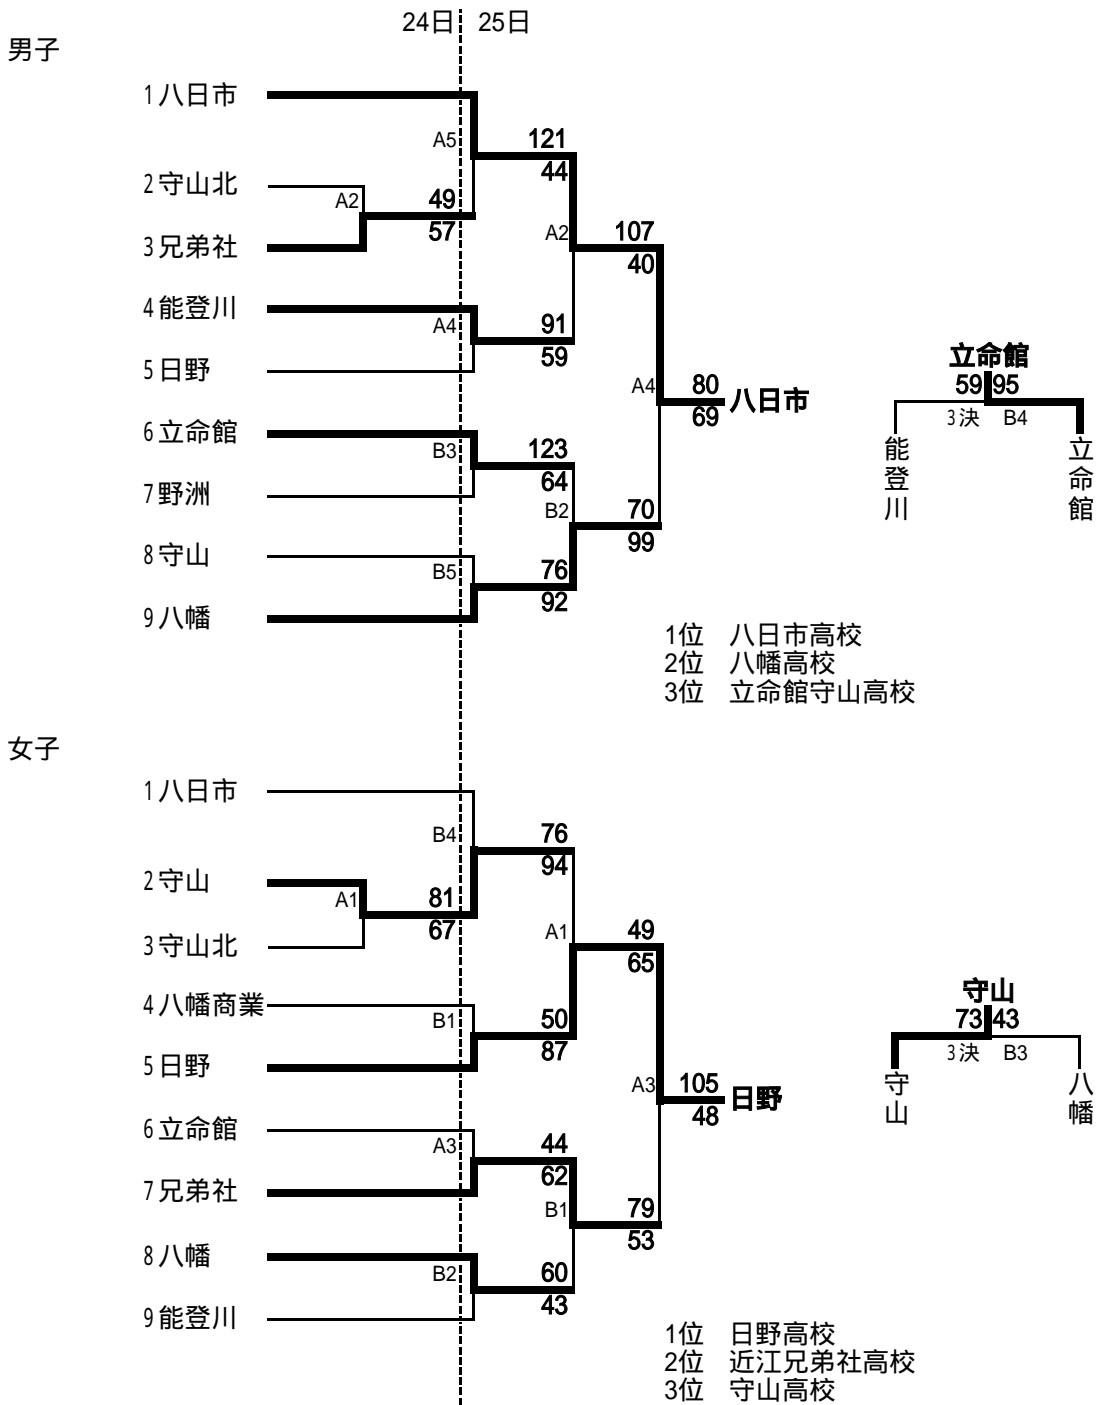 24日 25日
男子
1 八日市
A5 121
44
2 守山北
A2 49
57
3 兄弟社
A2 107
40
4 能登川
A4 91
59
5 日野
A4 80
69 八日市
立命館
59 95
3決 B4
能登川
立命館
6 立命館
B3 123
64
7 野洲
B2 70
99
8 守山
B5 76
92
9 八幡
1位 八日市高校
2位 八幡高校
3位 立命館守山高校
女子
1 八日市
B4 76
94
2 守山
A1 81
67
3 守山北
A1 49
65
4 八幡商業
B1 50
87
5 日野
A3 105
48 日野
守山
73 43
3決 B3
守山
八幡
6 立命館
A3 44
62
7 兄弟社
B1 79
53
8 八幡
B2 60
43
9 能登川
1位 日野高校
2位 近江兄弟社高校
3位 守山高校